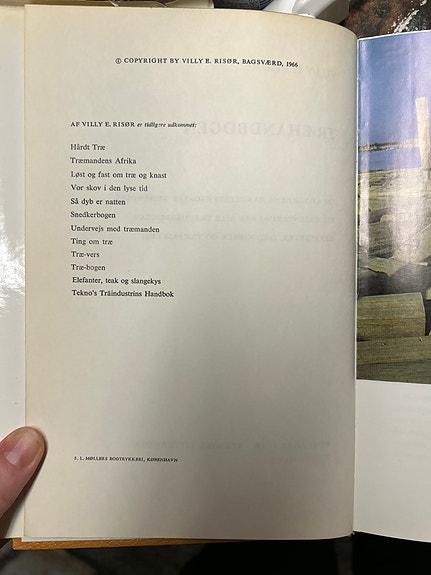 © COPYRIGHT BY VILLY E. RISØR, BAGSVÆRD, 1966
AF VILLY E. RISØR er tidligere udkommet:
Hårdt Træ
Træmandens Afrika
Løst og fast om træ og knast
Vor skov i den lyse tid
Så dyb er natten
Snedkerbogen
Undervejs med træmanden
Ting om træ
Træ-vers
Træ-bogen
Elefanter, teak og slangekys
Tekno's Träindustrins Handbok
S. L. MØLLERS BOGTRYKKERI, KØBENHAVN